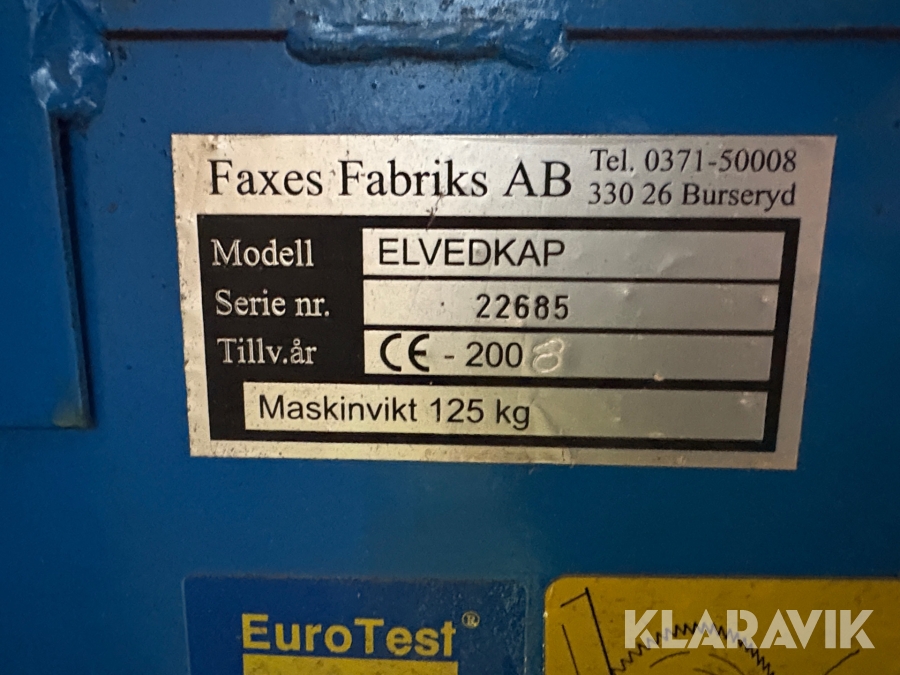 Faxes Fabriks AB
Tel. 0371-50008
330 26 Burseryd
Modell ELVEDKAP
Serie nr. 22685
Tillv.år CE - 2008
Maskinvikt 125 kg
EuroTest®
KLARAVIK